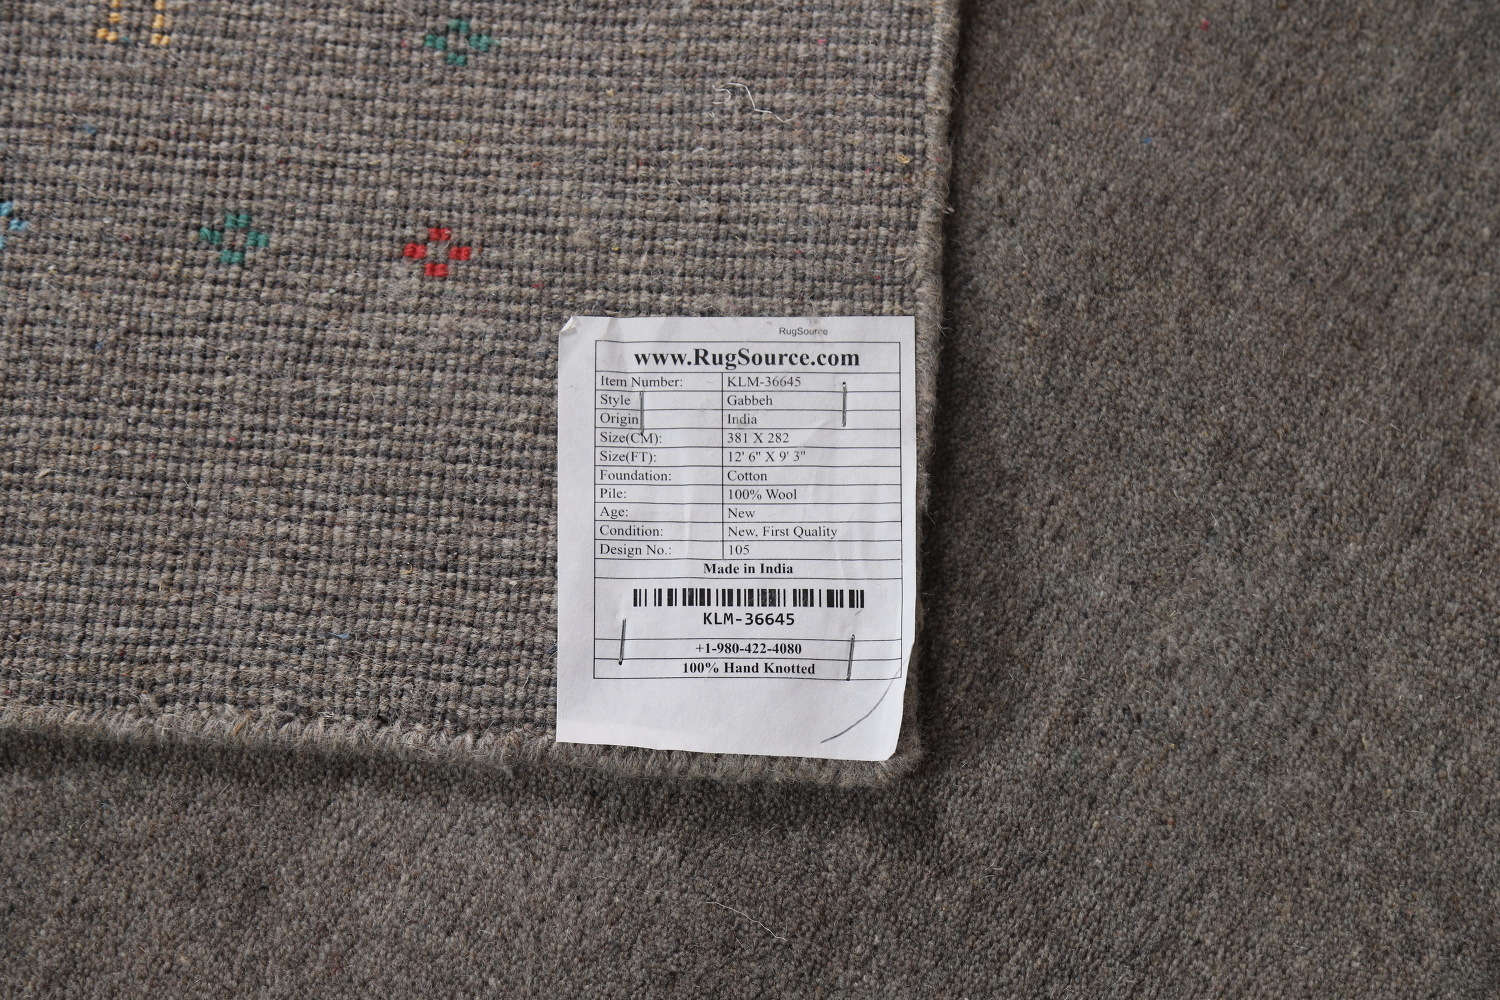 RugSource
www.RugSource.com
Item Number: KLM-36645
Style Gabbeh
Origin India
Size(CM): 381 X 282
Size(FT): 12' 6" X 9' 3"
Foundation: Cotton
Pile: 100% Wool
Age: New
Condition: New, First Quality
Design No.: 105
Made in India
KLM-36645
+1-980-422-4080
100% Hand Knotted